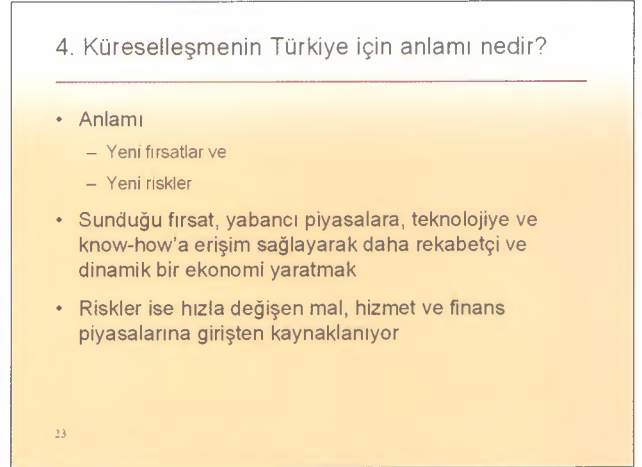 4. Küreselleşmenin Türkiye için anlamı nedir?
• Anlamı
– Yeni fırsatlar ve
– Yeni riskler
• Sunduğu fırsat, yabancı piyasalara, teknolojiye ve
know-how'a erişim sağlayarak daha rekabetçi ve
dinamik bir ekonomi yaratmak
• Riskler ise hızla değişen mal, hizmet ve finans
piyasalarına girişten kaynaklanıyor
23